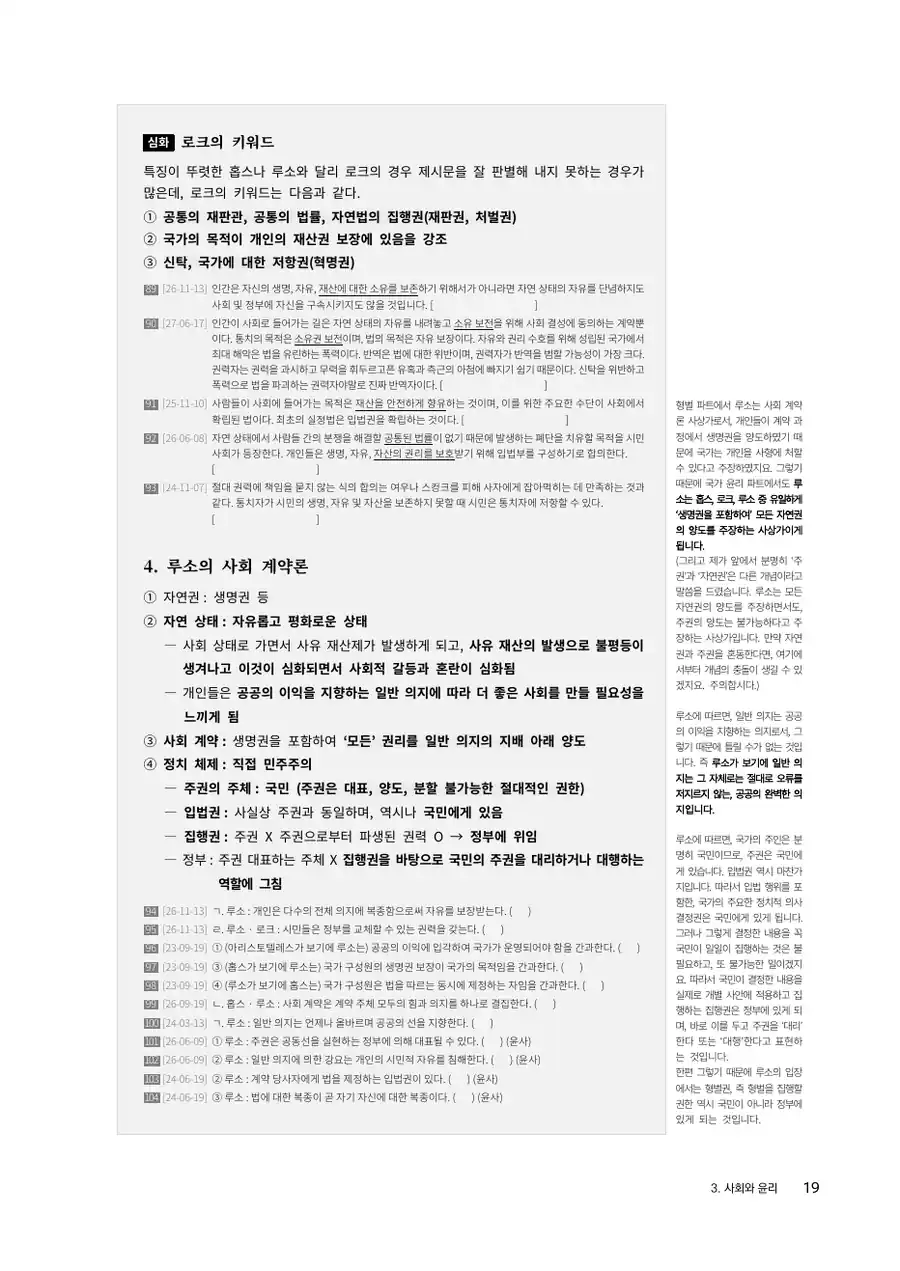 심화 로크의 키워드
특징이 뚜렷한 홉스나 루소와 달리 로크의 경우 제시문을 잘 판별해 내지 못하는 경우가
많은데, 로크의 키워드는 다음과 같다.
① 공통의 재판관, 공통의 법률, 자연법의 집행권(재판권, 처벌권)
② 국가의 목적이 개인의 재산권 보장에 있음을 강조
③ 신탁, 국가에 대한 저항권(혁명권)
89 [26-11-13] 인간은 자신의 생명, 자유, 재산에 대한 소유를 보존하기 위해서가 아니라면 자연 상태의 자유를 단념하지도
사회 및 정부에 자신을 구속시키지도 않을 것입니다. [ ]
90 [27-06-17] 인간이 사회로 들어가는 길은 자연 상태의 자유를 내려놓고 소유 보전을 위해 사회 결성에 동의하는 계약뿐
이다. 통치의 목적은 소유권 보전이며, 법의 목적은 자유 보장이다. 자유와 권리 수호를 위해 성립된 국가에서
최대 해악은 법을 유린하는 폭력이다. 반역은 법에 대한 위반이며, 권력자가 반역을 범할 가능성이 가장 크다.
권력자는 권력을 과시하고 무력을 휘두르고픈 유혹과 측근의 아첨에 빠지기 쉽기 때문이다. 신탁을 위반하고
폭력으로 법을 파괴하는 권력자야말로 진짜 반역자이다. [ ]
91 [25-11-10] 사람들이 사회에 들어가는 목적은 재산을 안전하게 향유하는 것이며, 이를 위한 주요한 수단이 사회에서
확립된 법이다. 최초의 실정법은 입법권을 확립하는 것이다. [ ]
92 [26-06-08] 자연 상태에서 사람들 간의 분쟁을 해결할 공통된 법률이 없기 때문에 발생하는 폐단을 치유할 목적을 시민
사회가 등장한다. 개인들은 생명, 자유, 자산의 권리를 보호받기 위해 입법부를 구성하기로 합의한다.
[ ]
93 [24-11-07] 절대 권력에 책임을 묻지 않는 식의 합의는 여우나 스컹크를 피해 사자에게 잡아먹히는 데 만족하는 것과
같다. 통치자가 시민의 생명, 자유 및 자산을 보존하지 못할 때 시민은 통치자에 저항할 수 있다.
[ ]
4. 루소의 사회 계약론
① 자연권 : 생명권 등
② 자연 상태 : 자유롭고 평화로운 상태
─ 사회 상태로 가면서 사유 재산제가 발생하게 되고, 사유 재산의 발생으로 불평등이
생겨나고 이것이 심화되면서 사회적 갈등과 혼란이 심화됨
─ 개인들은 공공의 이익을 지향하는 일반 의지에 따라 더 좋은 사회를 만들 필요성을
느끼게 됨
③ 사회 계약 : 생명권을 포함하여 ‘모든’ 권리를 일반 의지의 지배 아래 양도
④ 정치 체제 : 직접 민주주의
─ 주권의 주체 : 국민 (주권은 대표, 양도, 분할 불가능한 절대적인 권한)
─ 입법권 : 사실상 주권과 동일하며, 역시나 국민에게 있음
─ 집행권 : 주권 X 주권으로부터 파생된 권력 O → 정부에 위임
─ 정부 : 주권 대표하는 주체 X 집행권을 바탕으로 국민의 주권을 대리하거나 대행하는
역할에 그침
94 [26-11-13] ㄱ. 루소 : 개인은 다수의 전체 의지에 복종함으로써 자유를 보장받는다. ( )
95 [26-11-13] ㄹ. 루소 · 로크 : 시민들은 정부를 교체할 수 있는 권력을 갖는다. ( )
96 [23-09-19] ① (아리스토텔레스가 보기에 루소는) 공공의 이익에 입각하여 국가가 운영되어야 함을 간과한다. ( )
97 [23-09-19] ③ (홉스가 보기에 루소는) 국가 구성원의 생명권 보장이 국가의 목적임을 간과한다. ( )
98 [23-09-19] ④ (루소가 보기에 홉스는) 국가 구성원은 법을 따르는 동시에 제정하는 자임을 간과한다. ( )
99 [26-09-19] ㄴ. 홉스 · 루소 : 사회 계약은 계약 주체 모두의 힘과 의지를 하나로 결집한다. ( )
100 [24-03-13] ㄱ. 루소 : 일반 의지는 언제나 올바르며 공공의 선을 지향한다. ( )
101 [26-06-09] ① 루소 : 주권은 공동선을 실현하는 정부에 의해 대표될 수 있다. ( ) (윤사)
102 [26-06-09] ② 루소 : 일반 의지에 의한 강요는 개인의 시민적 자유를 침해한다. ( ) (윤사)
103 [24-06-19] ② 루소 : 계약 당사자에게 법을 제정하는 입법권이 있다. ( ) (윤사)
104 [24-06-19] ③ 루소 : 법에 대한 복종이 곧 자기 자신에 대한 복종이다. ( ) (윤사)
형벌 파트에서 루소는 사회 계약
론 사상가로서, 개인들이 계약 과
정에서 생명권을 양도하였기 때
문에 국가는 개인을 사형에 처할
수 있다고 주장하였지요. 그렇기
때문에 국가 윤리 파트에서도 루
소는 홉스, 로크, 루소 중 유일하게
‘생명권을 포함하여’ 모든 자연권
의 양도를 주장하는 사상가이게
됩니다.
(그리고 제가 앞에서 분명히 ‘주
권’과 ‘자연권’은 다른 개념이라고
말씀을 드렸습니다. 루소는 모든
자연권의 양도를 주장하면서도,
주권의 양도는 불가능하다고 주
장하는 사상가입니다. 만약 자연
권과 주권을 혼동한다면, 여기에
서부터 개념의 충돌이 생길 수 있
겠지요. 주의합시다.)
루소에 따르면, 일반 의지는 공공
의 이익을 지향하는 의지로서, 그
렇기 때문에 틀릴 수가 없는 것입
니다. 즉 루소가 보기에 일반 의
지는 그 자체로는 절대로 오류를
저지르지 않는, 공공의 완벽한 의
지입니다.
루소에 따르면, 국가의 주인은 분
명히 국민이므로, 주권은 국민에
게 있습니다. 입법권 역시 마찬가
지입니다. 따라서 입법 행위를 포
함한, 국가의 주요한 정치적 의사
결정권은 국민에게 있게 됩니다.
그러나 그렇게 결정한 내용을 꼭
국민이 일일이 집행하는 것은 불
필요하고, 또 불가능한 일이겠지
요. 따라서 국민이 결정한 내용을
실제로 개별 사안에 적용하고 집
행하는 집행권은 정부에 있게 되
며, 바로 이를 두고 주권을 ‘대리’
한다 또는 ‘대행’한다고 표현하
는 것입니다.
한편 그렇기 때문에 루소의 입장
에서는 형벌권, 즉 형벌을 집행할
권한 역시 국민이 아니라 정부에
있게 되는 것입니다.
3. 사회와 윤리 19